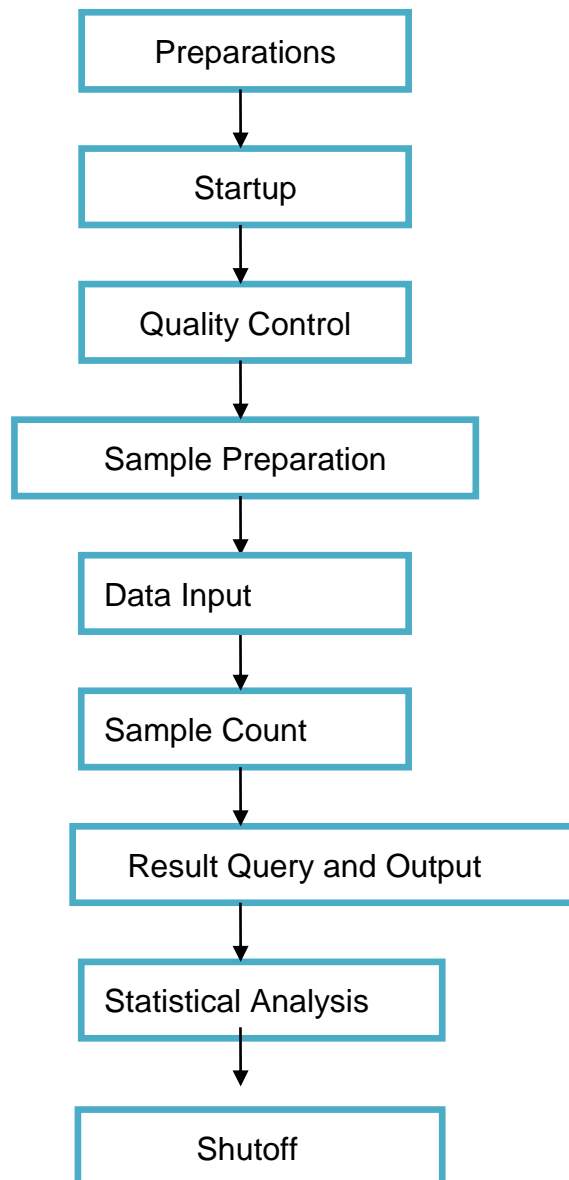 Preparations
Startup
Quality Control
Sample Preparation
Data Input
Sample Count
Result Query and Output
Statistical Analysis
Shutoff